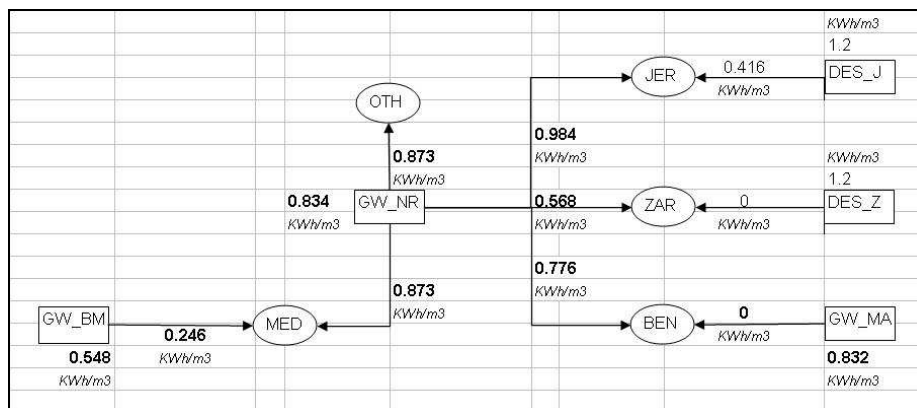 KWh/m3
1.2
JER
0.416
KWh/m3
DES_J
OTH
0.984
KWh/m3
0.873
KWh/m3
KWh/m3
1.2
0.834
KWh/m3
GW_NR
0.568
KWh/m3
ZAR
0
KWh/m3
DES_Z
0.776
KWh/m3
0.873
KWh/m3
GW_BM
0.246
KWh/m3
MED
BEN
0
KWh/m3
GW_MA
0.548
KWh/m3
0.832
KWh/m3